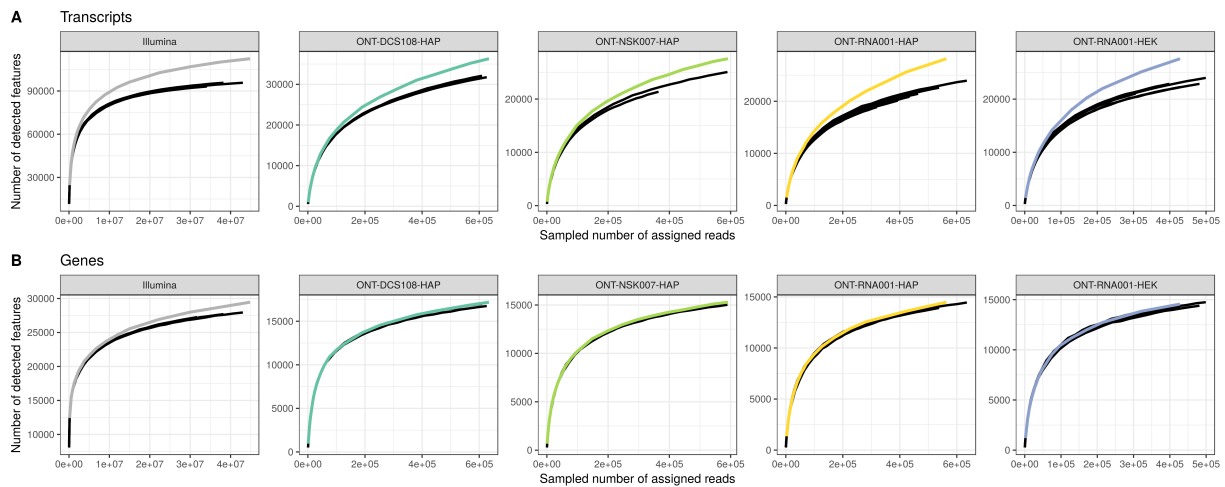 A Transcripts
Illumina ONT-DCS108-HAP ONT-NSK007-HAP ONT-RNA001-HAP ONT-RNA001-HEK
Number of detected features
90000
60000
30000
30000
20000
10000
0
20000
10000
0
20000
10000
0
20000
10000
0
0e+00 1e+07 2e+07 3e+07 4e+07
0e+00 2e+05 4e+05 6e+05
0e+00 2e+05 4e+05 6e+05
0e+00 2e+05 4e+05 6e+05
0e+00 1e+05 2e+05 3e+05 4e+05 5e+05
Sampled number of assigned reads
B Genes
Illumina ONT-DCS108-HAP ONT-NSK007-HAP ONT-RNA001-HAP ONT-RNA001-HEK
Number of detected features
30000
25000
20000
15000
10000
15000
10000
5000
0
15000
10000
5000
0
15000
10000
5000
0
15000
10000
5000
0
0e+00 1e+07 2e+07 3e+07 4e+07
0e+00 2e+05 4e+05 6e+05
0e+00 2e+05 4e+05 6e+05
0e+00 2e+05 4e+05 6e+05
0e+00 1e+05 2e+05 3e+05 4e+05 5e+05
Sampled number of assigned reads